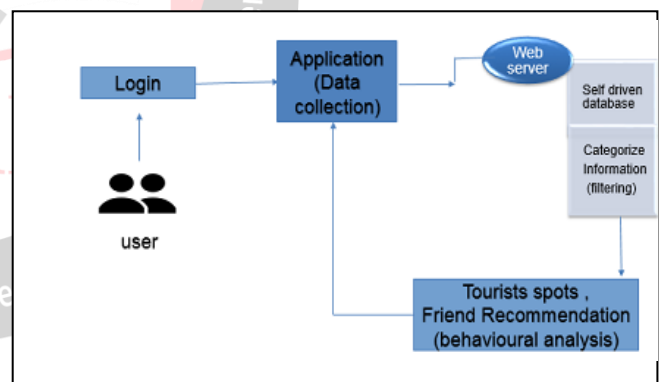 Login
user
Application
(Data
collection)
Web
server
Self driven
database
Categorize
Information
(filtering)
Tourists spots ,
Friend Recommendation
(behavioural analysis)